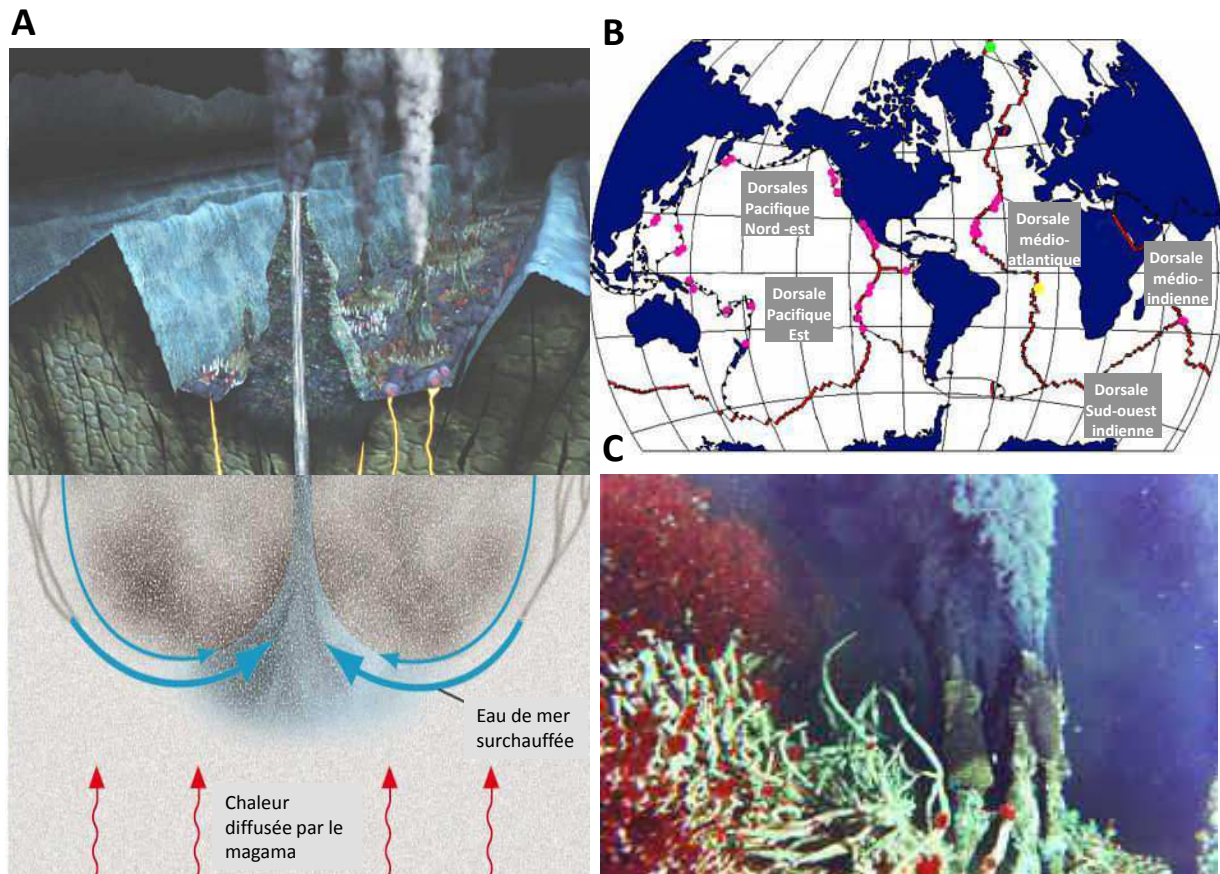 A
Eau de mer
surchauffée
Chaleur
diffusée par le
magama
B
Dorsales
Pacifique
Nord -est
Dorsale
médio-
atlantique
Dorsale
médio-
indienne
Dorsale
Pacifique
Est
Dorsale
Sud-ouest
indienne
C